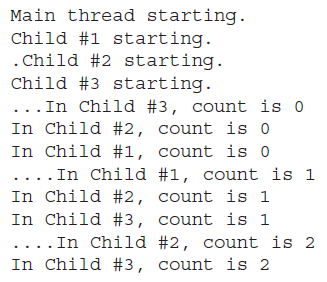 Main thread starting.
Child #1 starting.
.Child #2 starting.
Child #3 starting.
...In Child #3, count is 0
In Child #2, count is 0
In Child #1, count is 0
....In Child #1, count is 1
In Child #2, count is 1
In Child #3, count is 1
....In Child #2, count is 2
In Child #3, count is 2